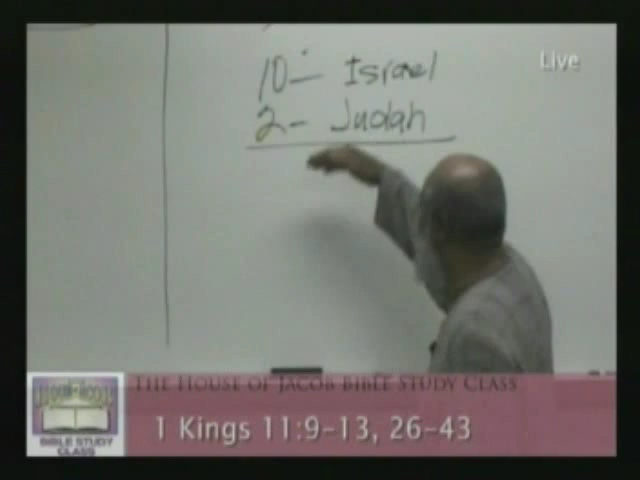 10 — Israel
Live
2 - Judah
THE HOUSE OF JACOB BIBLE STUDY CLASS
1 Kings 11:9-13, 26-43
BIBLE STUDY
CLASS